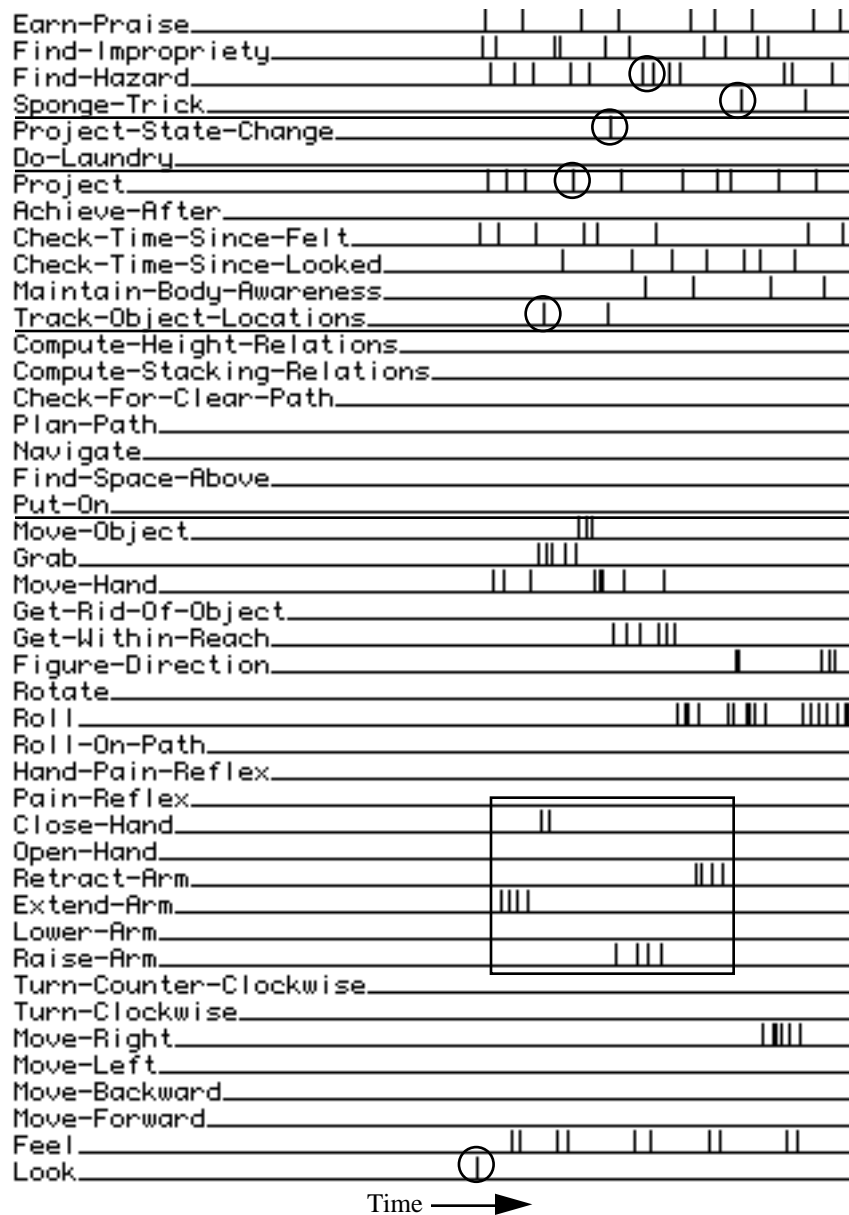 Earn-Praise
Find-Impropriety
Find-Hazard
Sponge-Trick
Project-State-Change
Do-Laundry
Project
Achieve-After
Check-Time-Since-Felt
Check-Time-Since-Looked
Maintain-Body-Awareness
Track-Object-Locations
Compute-Height-Relations
Compute-Stacking-Relations
Check-For-Clear-Path
Plan-Path
Navigate
Find-Space-Above
Put-On
Move-Object
Grab
Move-Hand
Get-Rid-Of-Object
Get-Within-Reach
Figure-Direction
Rotate
Roll
Roll-On-Path
Hand-Pain-Reflex
Pain-Reflex
Close-Hand
Open-Hand
Retract-Arm
Extend-Arm
Lower-Arm
Raise-Arm
Turn-Counter-Clockwise
Turn-Clockwise
Move-Right
Move-Left
Move-Backward
Move-Forward
Feel
Look
Time